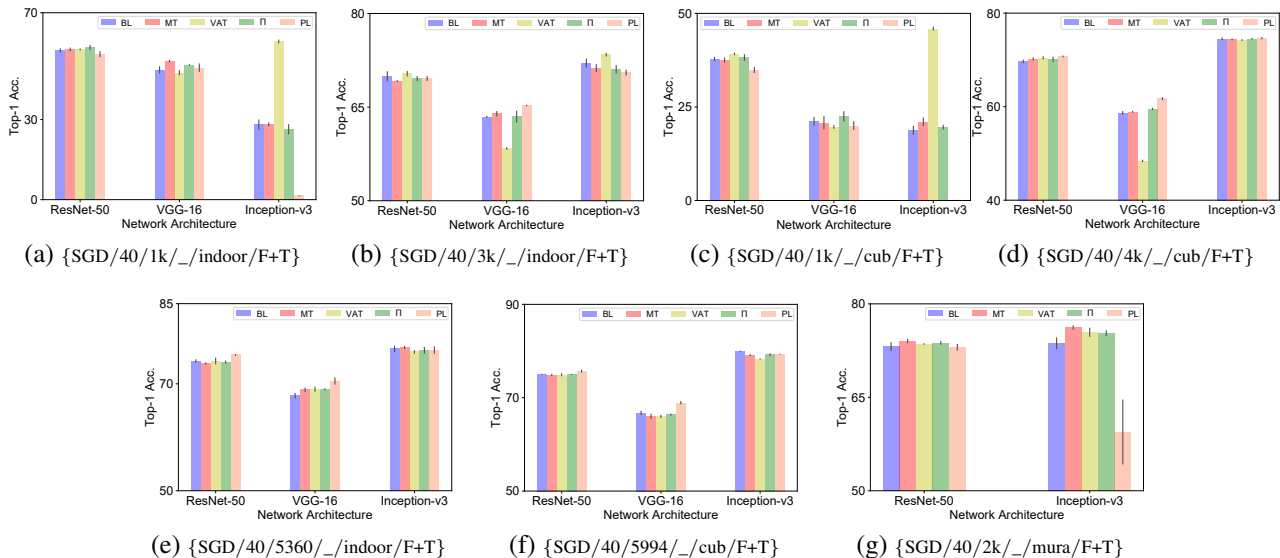 BL MT VAT Π PL
70
30
0
Top-1 Acc.
ResNet-50 VGG-16 Inception-v3
Network Architecture
(a) {SGD/40/1k/_/indoor/F+T}
BL MT VAT Π PL
80
65
50
Top-1 Acc.
ResNet-50 VGG-16 Inception-v3
Network Architecture
(b) {SGD/40/3k/_/indoor/F+T}
BL MT VAT Π PL
50
25
0
Top-1 Acc.
ResNet-50 VGG-16 Inception-v3
Network Architecture
(c) {SGD/40/1k/_/cub/F+T}
BL MT VAT Π PL
80
60
40
Top-1 Acc.
ResNet-50 VGG-16 Inception-v3
Network Architecture
(d) {SGD/40/4k/_/cub/F+T}
BL MT VAT Π PL
85
70
50
Top-1 Acc.
ResNet-50 VGG-16 Inception-v3
Network Architecture
(e) {SGD/40/5360/_/indoor/F+T}
BL MT VAT Π PL
90
70
50
Top-1 Acc.
ResNet-50 VGG-16 Inception-v3
Network Architecture
(f) {SGD/40/5994/_/cub/F+T}
BL MT VAT Π PL
80
65
50
Top-1 Acc.
ResNet-50 Inception-v3
Network Architecture
(g) {SGD/40/2k/_/mura/F+T}